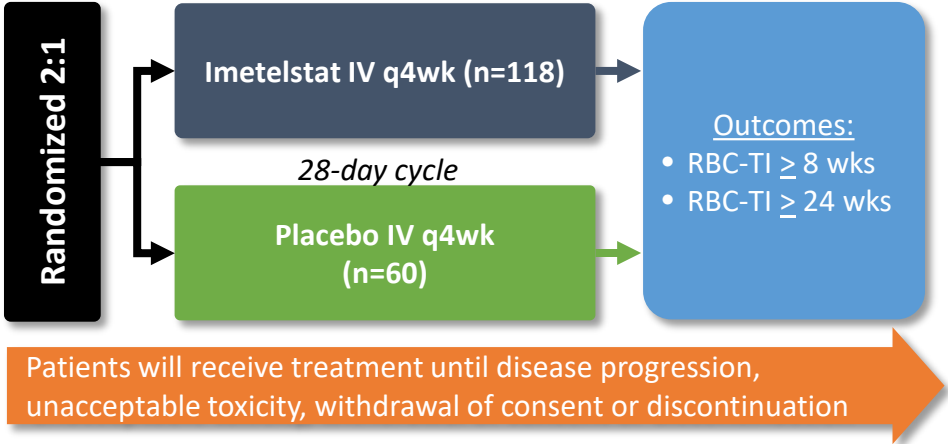 Randomized 2:1
Imetelstat IV q4wk (n=118)
28-day cycle
Placebo IV q4wk
(n=60)
Outcomes:
• RBC-TI ≥ 8 wks
• RBC-TI ≥ 24 wks
Patients will receive treatment until disease progression,
unacceptable toxicity, withdrawal of consent or discontinuation